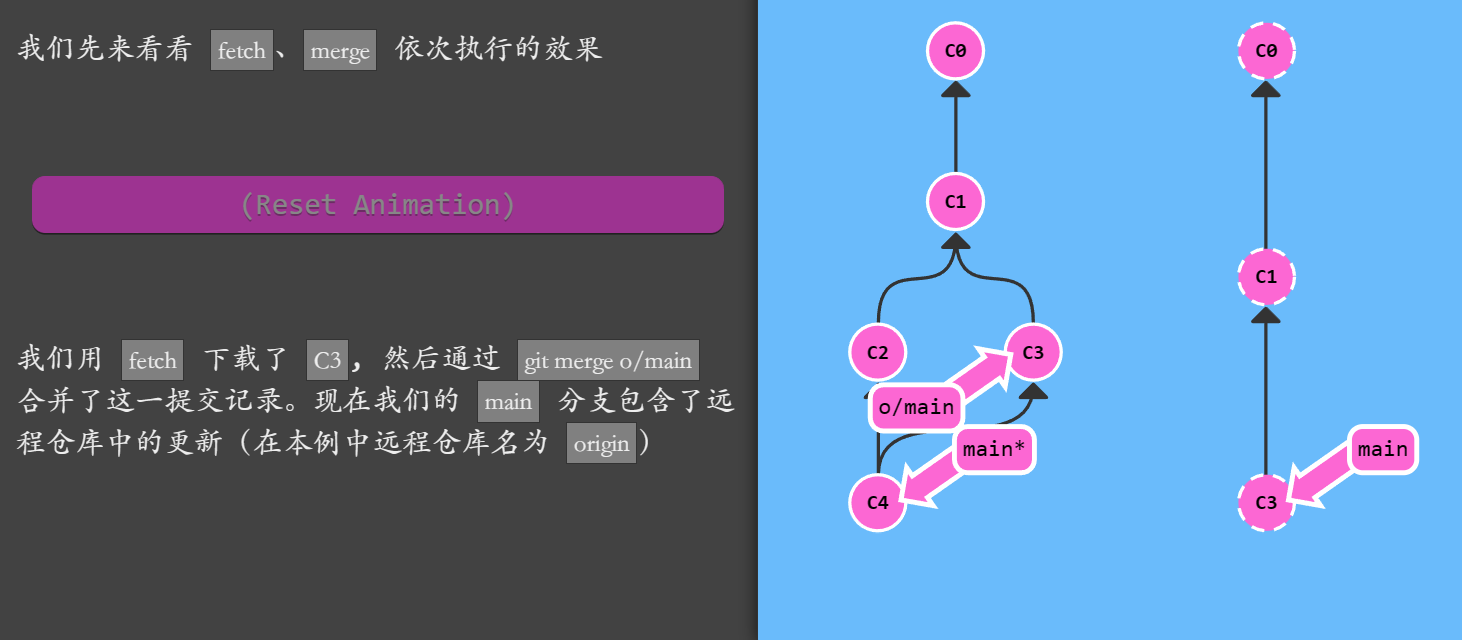 我们先来看看 fetch、merge 依次执行的效果
(Reset Animation)
我们用 fetch 下载了 C3, 然后通过 git merge o/main
合并了这一提交记录。现在我们的 main 分支包含了远
程仓库中的更新（在本例中远程仓库名为 origin）
C0
C1
C2
C3
o/main
main*
C4
C0
C1
main
C3